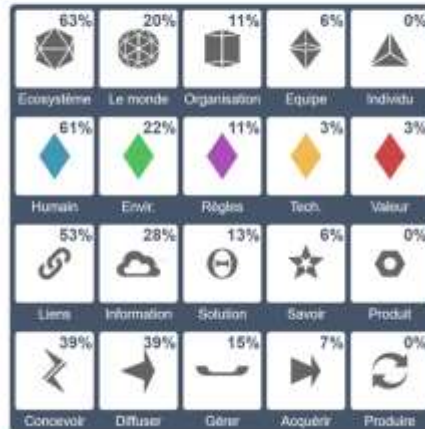 63% 20% 11% 6% 0%
Ecosystème Le monde Organisation Equipe Individu
61% 22% 11% 3% 3%
Humain Envir. Règles Tech. Valeur
53% 28% 13% 6% 0%
Liens Information Solution Savoir Produit
39% 39% 15% 7% 0%
Concevoir Diffuser Gérer Acquérir Produire